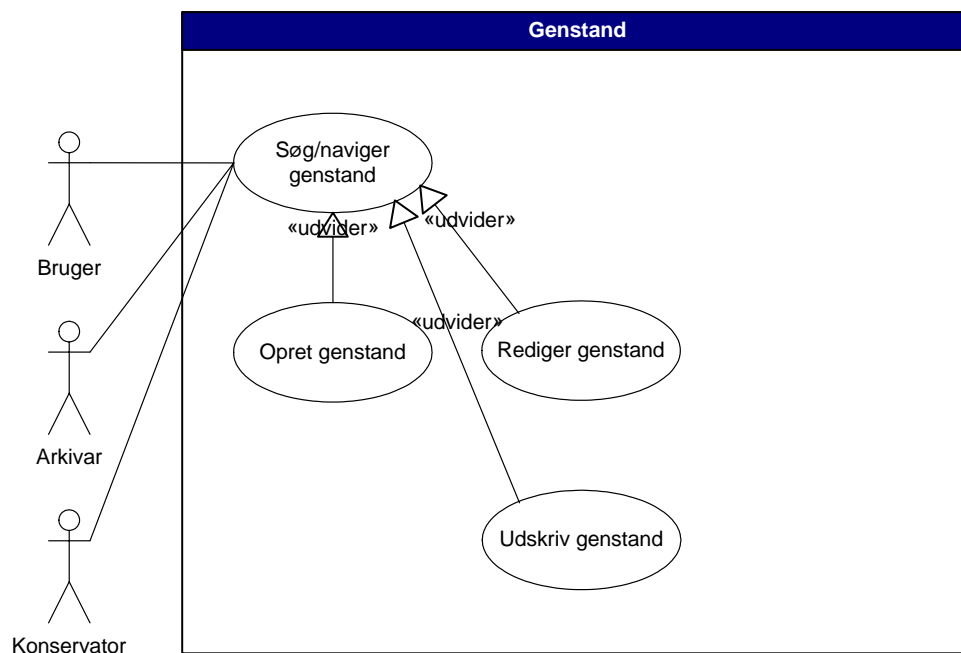 Genstand
Søg/naviger
genstand
«udvider»
«udvider»
Bruger
«udvider»
Opret genstand
Rediger genstand
Arkivar
Udskriv genstand
Konservator